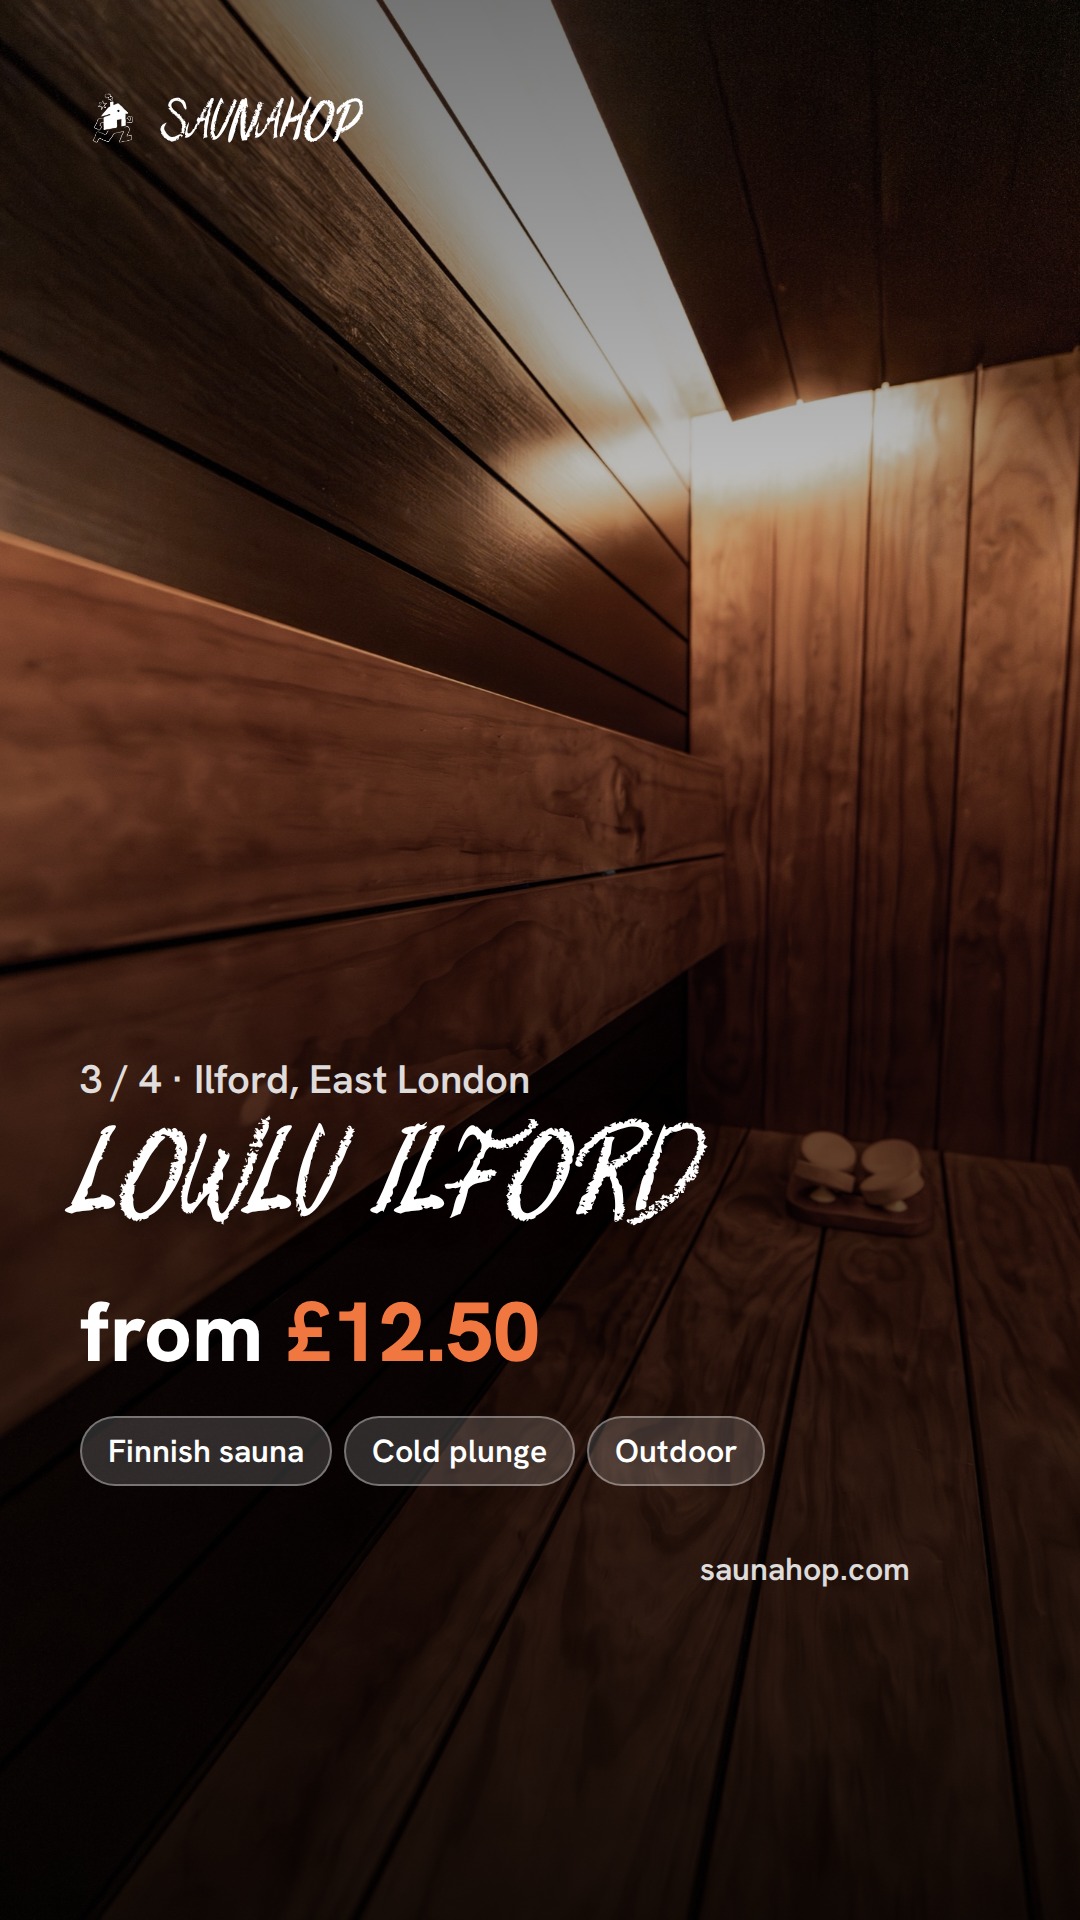 SAUNAHOP
3 / 4 · Ilford, East London
LOWLU ILFORD
from £12.50
Finnish sauna Cold plunge Outdoor
saunahop.com